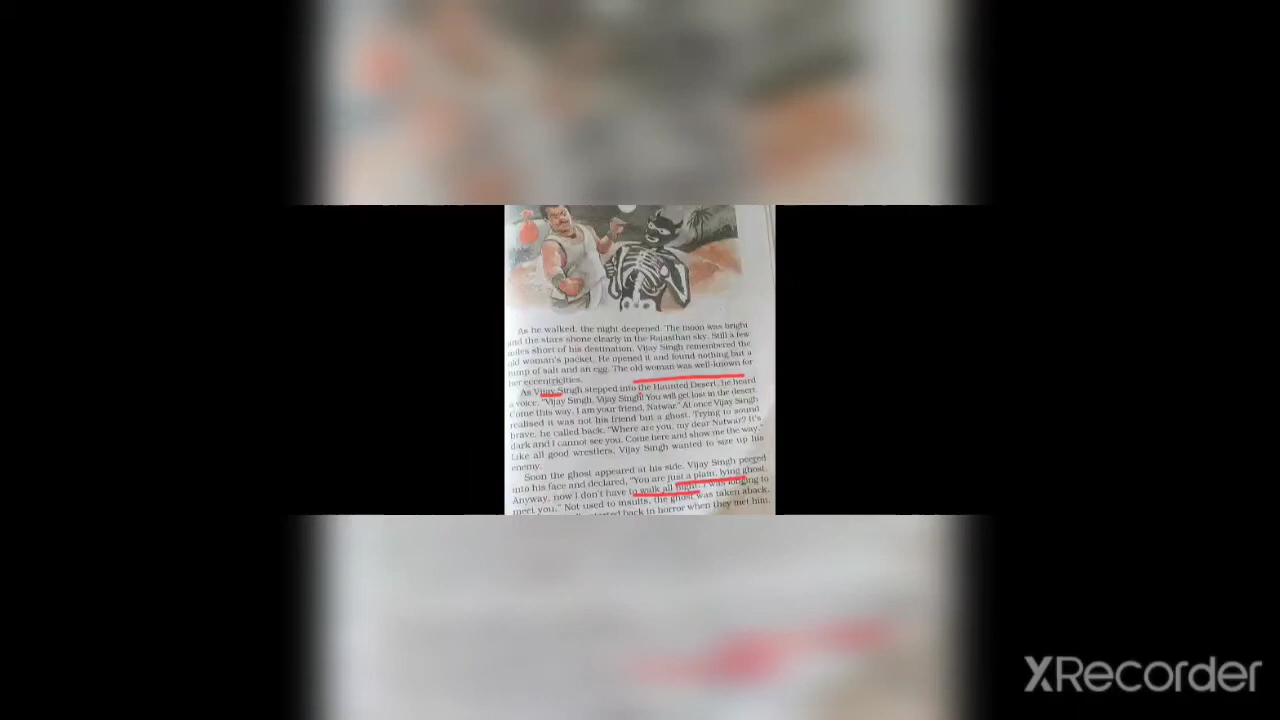 As he walked, the night deepened. The moon was bright
and the stars shone clearly in the Rajasthan sky. Still a few
miles short of his destination, Vijay Singh remembered the
old woman's packet. He opened it and found nothing but a
lump of salt and an egg. The old woman was well-known for
her eccentricities.
As Vijay Singh stepped into the Haunted Desert, he heard
a voice, "Vijay Singh, Vijay Singh! You will get lost in the desert.
Come this way. I am your friend, Natwar." At once Vijay Singh
realised it was not his friend but a ghost. Trying to sound
brave, he called back, "Where are you, my dear Natwar? It's
dark and I cannot see you. Come here and show me the way."
Like all good wrestlers, Vijay Singh wanted to size up his
enemy.
Soon the ghost appeared at his side. Vijay Singh peered
into his face and declared, "You are just a plain, lying ghost.
Anyway, now I don't have to walk all night. I was longing to
meet you." Not used to insults, the ghost was taken aback.
started back in horror when they met him.
XRecorder